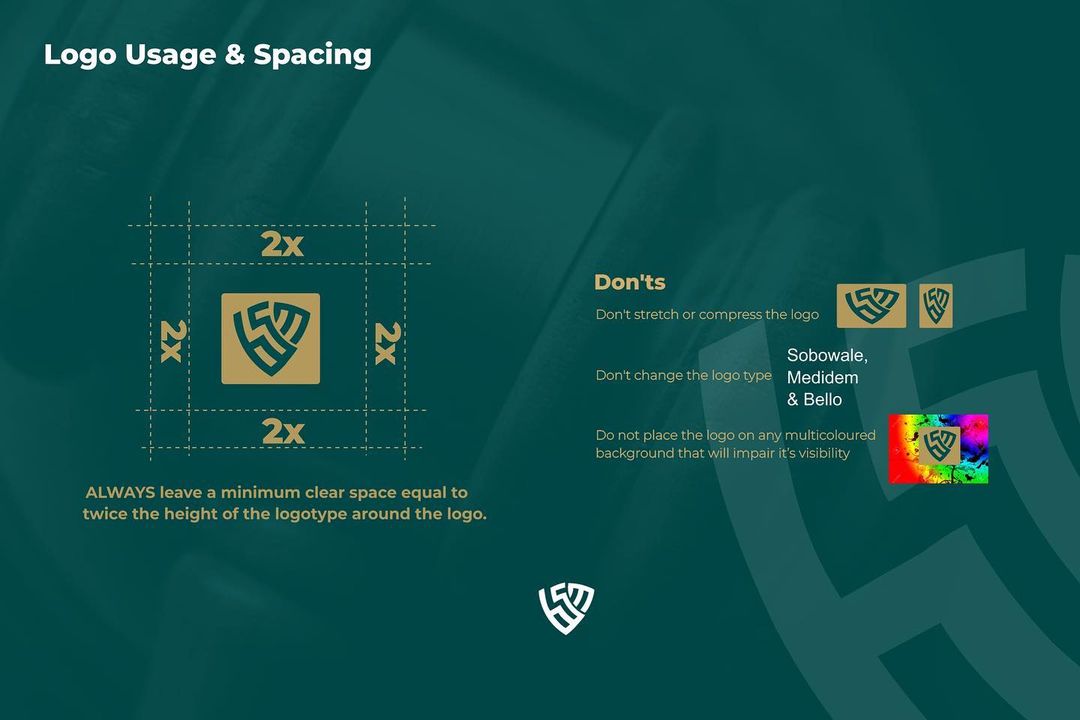 Logo Usage & Spacing
2x
2x
2x
2x
ALWAYS leave a minimum clear space equal to
twice the height of the logotype around the logo.
Don'ts
Don't stretch or compress the logo
Don't change the logo type
Sobowale,
Medidem
& Bello
Do not place the logo on any multicoloured
background that will impair it's visibility